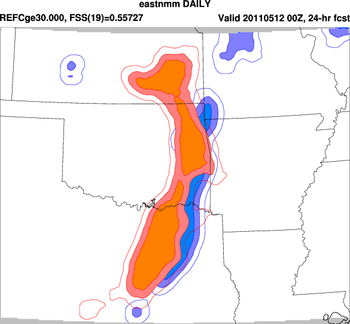 eastnmm DAILY
REFCge30.000, FSS(19)=0.55727 Valid 20110512 00Z, 24-hr fcst